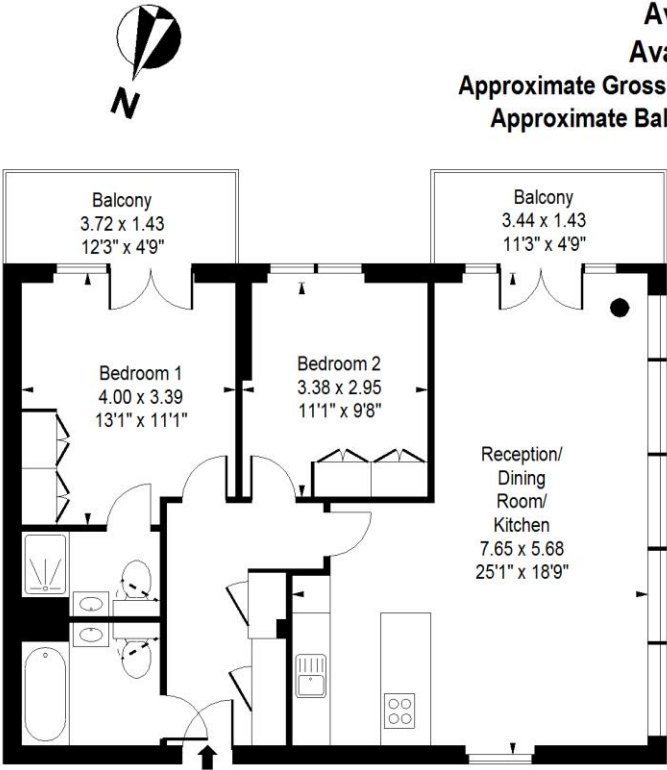 Av
Ava
Approximate Gross
Approximate Bal
N
Balcony
3.72 x 1.43
12'3" x 4'9"
Balcony
3.44 x 1.43
11'3" x 4'9"
Bedroom 1
4.00 x 3.39
13'1" x 11'1"
Bedroom 2
3.38 x 2.95
11'1" x 9'8"
Reception/
Dining
Room/
Kitchen
7.65 x 5.68
25'1" x 18'9"